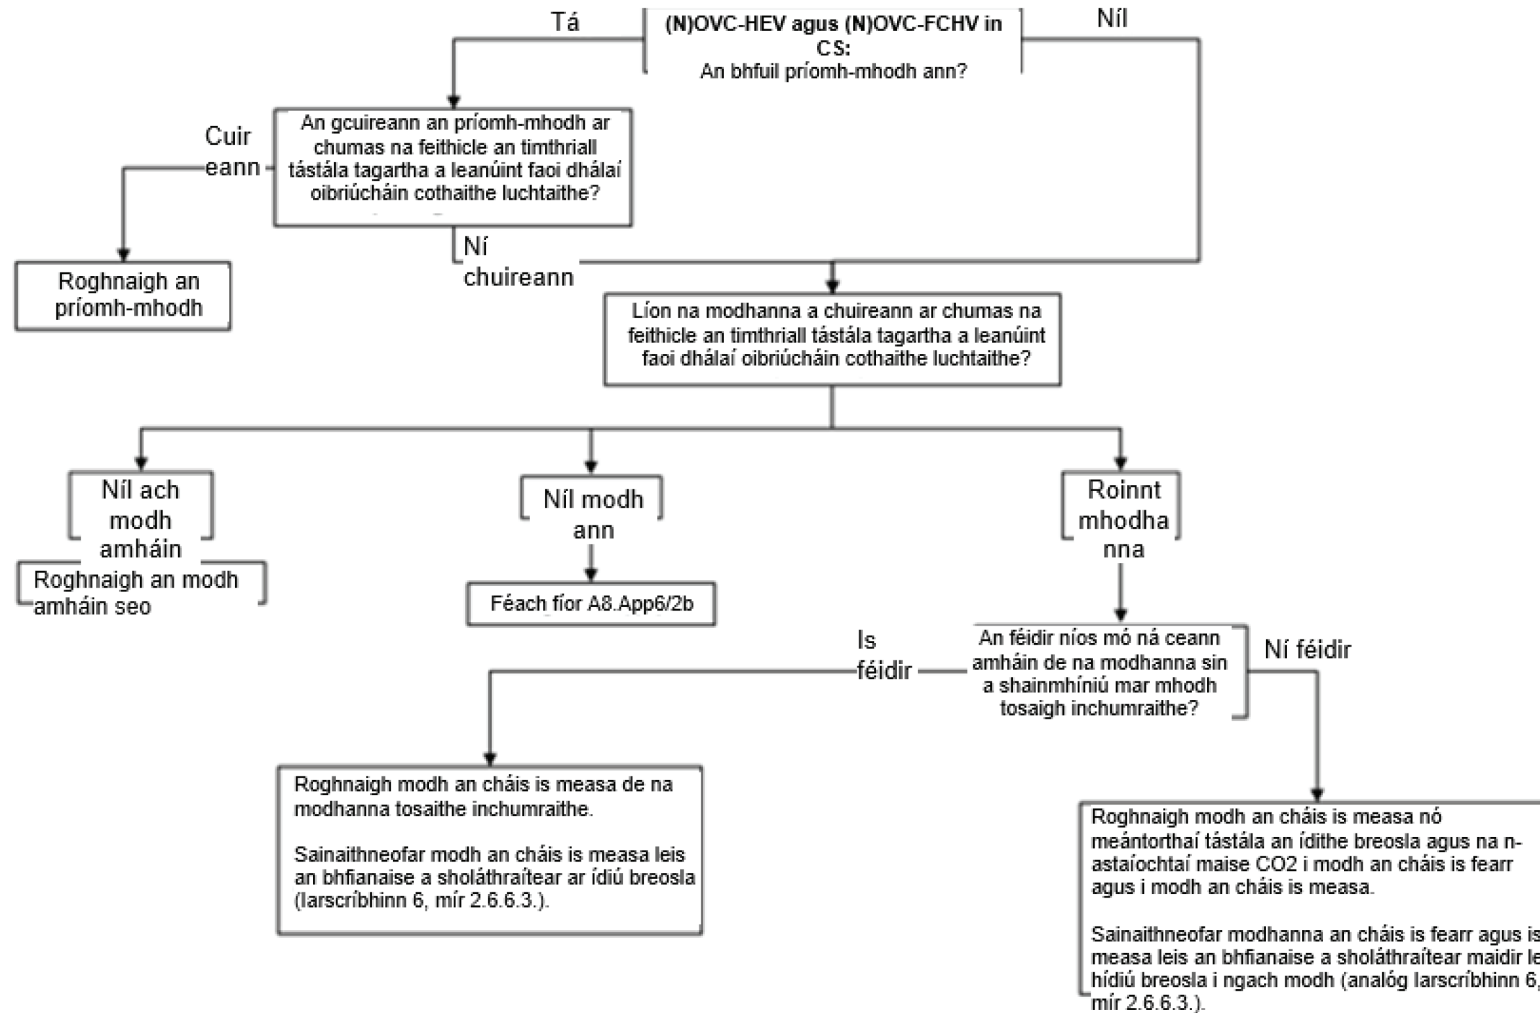 Tá
(N)OVC-HEV agus (N)OVC-FCHV in
CS:
An bhfuil príomh-mhodh ann?
Níl
Cuir
eann
An gcuireann an príomh-mhodh ar
chumas na feithicle an timthriall
tástála tagartha a leanúint faoi dhálaí
oibriúcháin cothaithe luchtaithe?
Ní
chuireann
Roghnaigh an
príomh-mhodh
Líon na modhanna a chuireann ar chumas na
feithicle an timthriall tástála tagartha a leanúint
faoi dhálaí oibriúcháin cothaithe luchtaithe?
Níl ach
modh
amháin
Roghnaigh an modh
amháin seo
Níl modh
ann
Féach fíor A8.App6/2b
Roinnt
mhodha
nna
An féidir níos mó ná ceann
amháin de na modhanna sin
a shainmhíniú mar mhodh
tosaigh inchumraithe?
Is
féidir
Ní féidir
Roghnaigh modh an cháis is measa de na
modhanna tosaithe inchumraithe.
Sainaithneofar modh an cháis is measa leis
an bhfianaise a sholáthraítear ar ídiú breosla
(Iarscríbhinn 6, mír 2.6.6.3.).
Roghnaigh modh an cháis is measa nó
meántorthaí tástála an ídithe breosla agus na n-
astaíochtaí maise CO2 i modh an cháis is fearr
agus i modh an cháis is measa.
Sainaithneofar modhanna an cháis is fearr agus is
measa leis an bhfianaise a sholáthraítear maidir le
hídiú breosla i ngach modh (analóg Iarscríbhinn 6,
mír 2.6.6.3.).